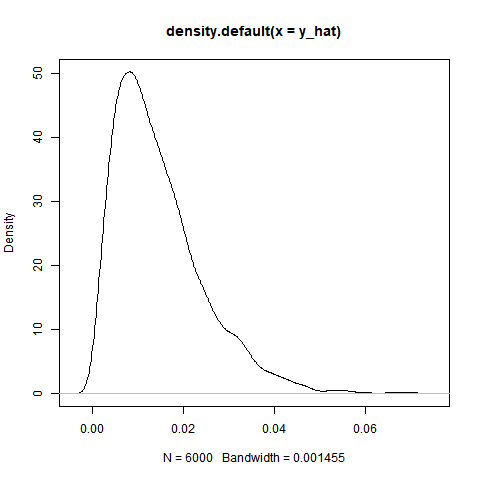 density.default(x = y_hat)
Density
50
40
30
20
10
0
0.00 0.02 0.04 0.06
N = 6000 Bandwidth = 0.001455